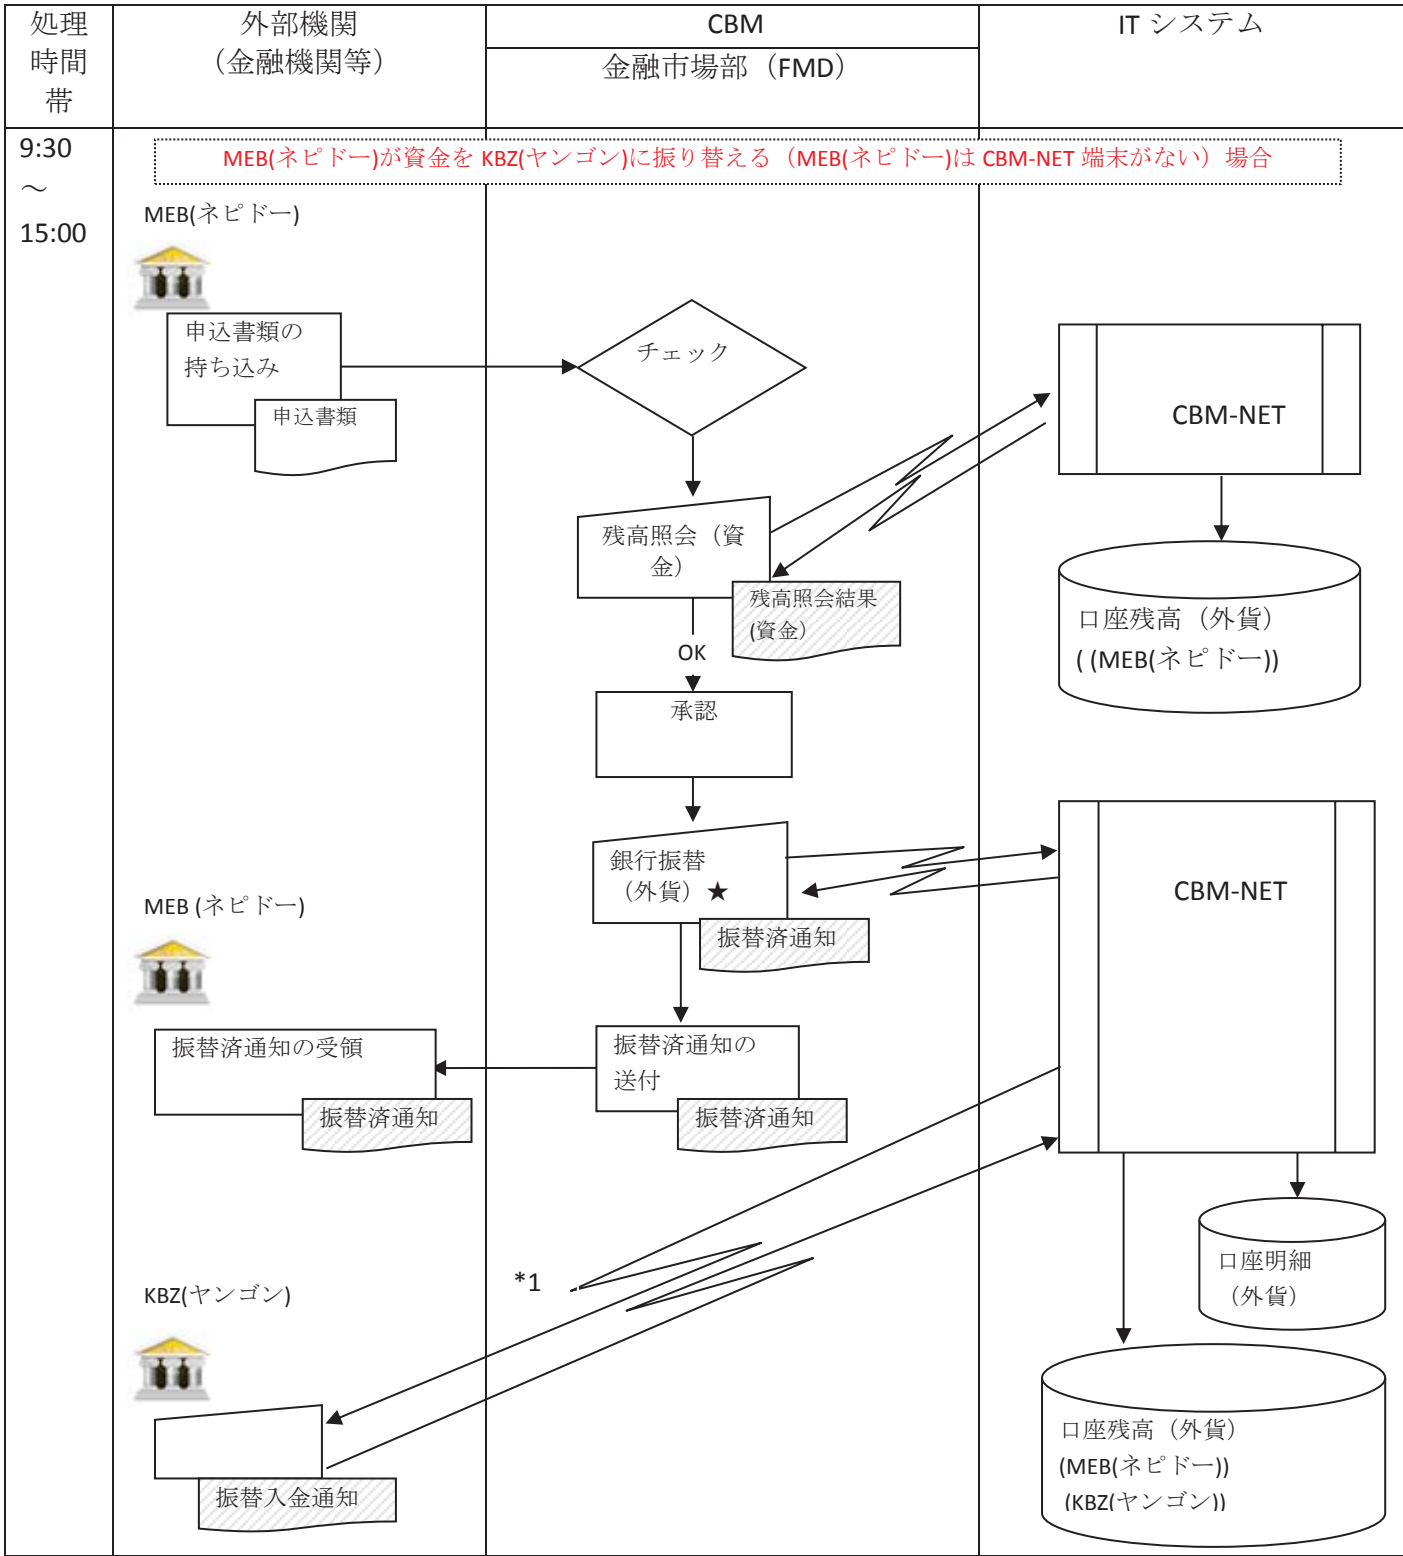 処理
時間
帯
外部機関
（金融機関等）
CBM
金融市場部（FMD）
IT システム
9:30
～
15:00
MEB(ネピドー)が資金を KBZ(ヤンゴン)に振り替える（MEB(ネピドー)は CBM-NET 端末がない）場合
MEB(ネピドー)
申込書類の
持ち込み
申込書類
チェック
CBM-NET
残高照会（資
金）
残高照会結果
(資金）
OK
口座残高（外貨）
( (MEB(ネピドー))
承認
銀行振替
（外貨）★
振替済通知
CBM-NET
MEB (ネピドー)
振替済通知の受領
振替済通知
振替済通知の
送付
振替済通知
*1
口座明細
（外貨）
KBZ(ヤンゴン)
振替入金通知
口座残高（外貨）
(MEB(ネピドー))
(KBZ(ヤンゴン))